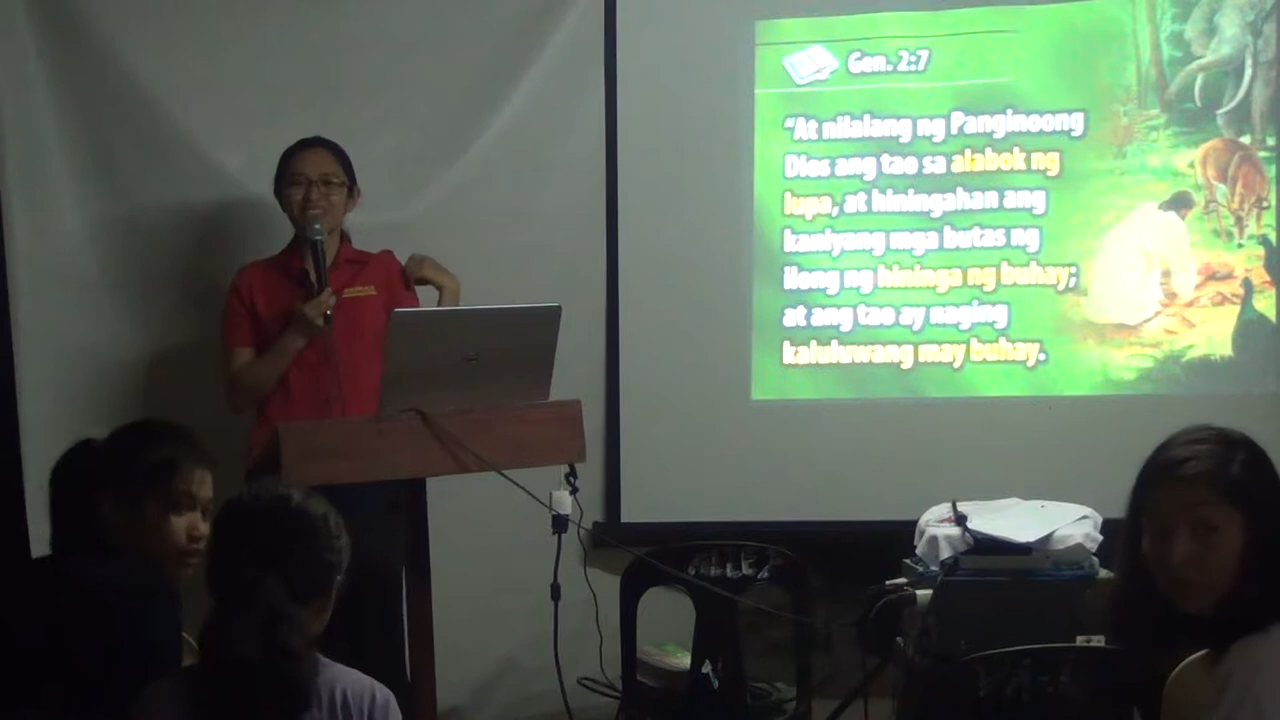 Gen. 2:7
“At nilalang ng Panginoong
Dios ang tao sa alabok ng
lupa, at hiningahan ang
kaniyang mga butas ng
ilong ng hininga ng buhay;
at ang tao ay naging
kaluluwang may buhay.